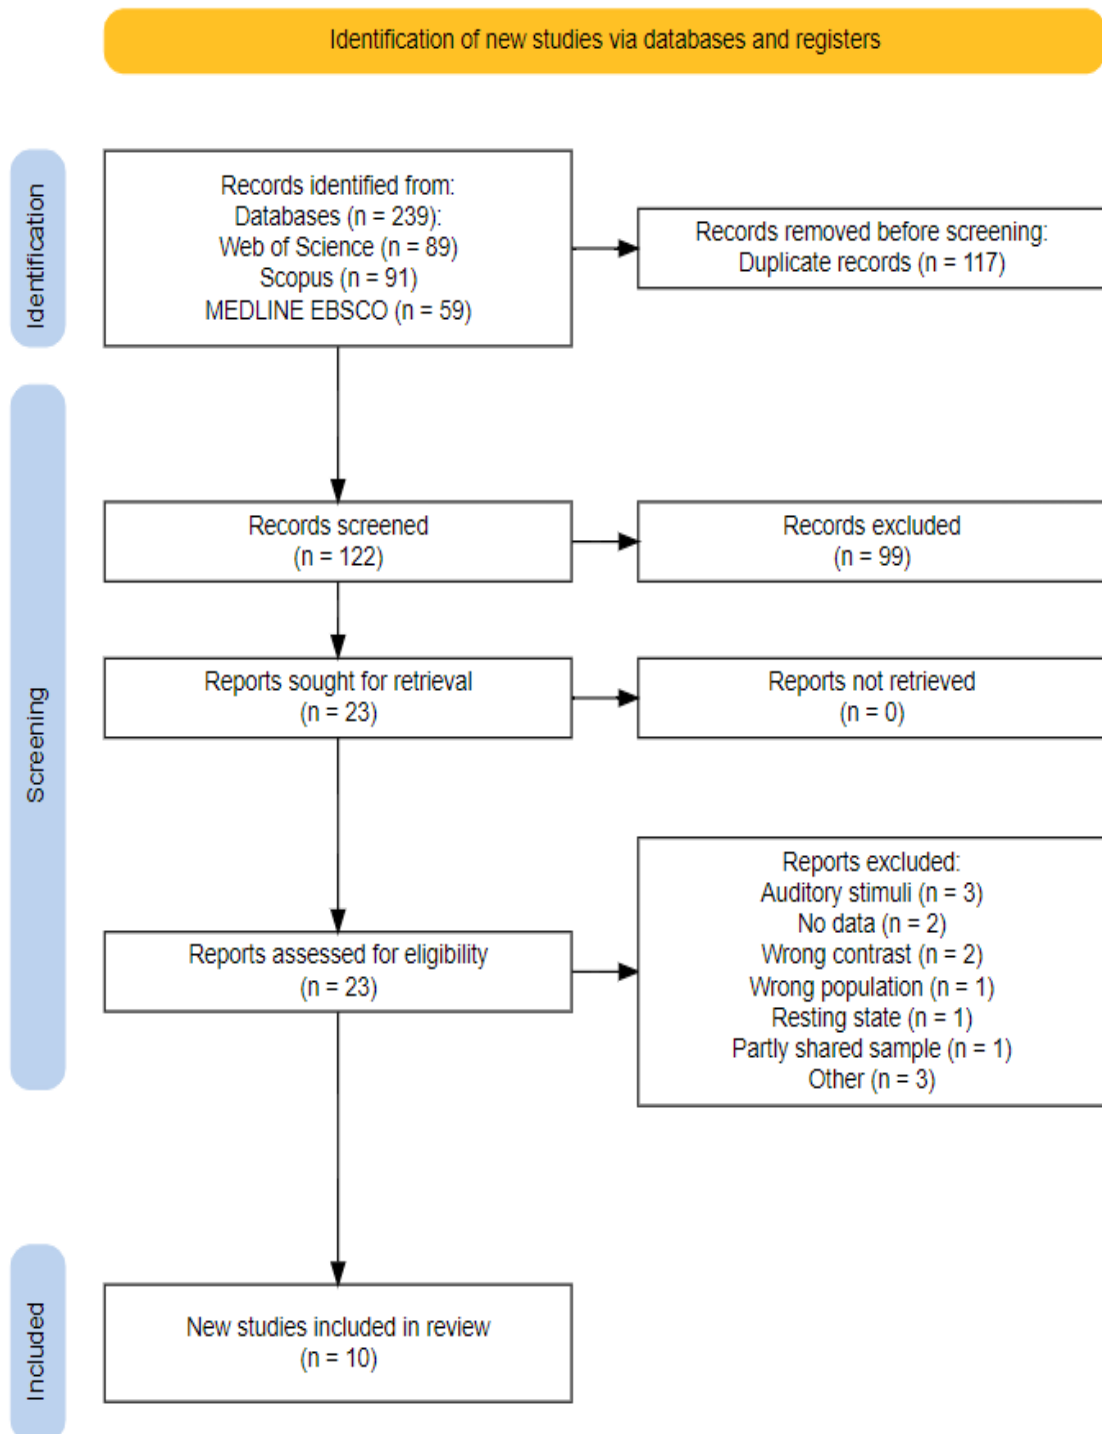 Identification of new studies via databases and registers
Identification
Records identified from:
Databases (n = 239):
Web of Science (n = 89)
Scopus (n = 91)
MEDLINE EBSCO (n = 59)
Records removed before screening:
Duplicate records (n = 117)
Screening
Records screened
(n = 122)
Records excluded
(n = 99)
Reports sought for retrieval
(n = 23)
Reports not retrieved
(n = 0)
Reports assessed for eligibility
(n = 23)
Reports excluded:
Auditory stimuli (n = 3)
No data (n = 2)
Wrong contrast (n = 2)
Wrong population (n = 1)
Resting state (n = 1)
Partly shared sample (n = 1)
Other (n = 3)
Included
New studies included in review
(n = 10)